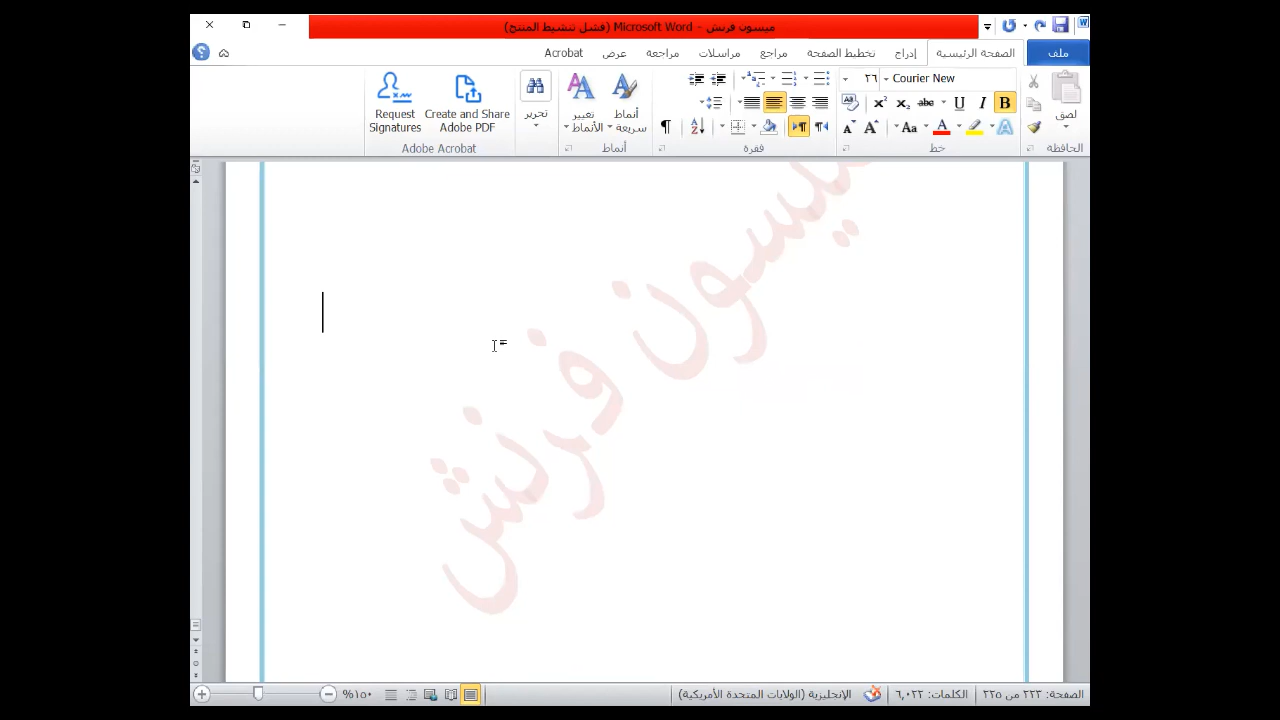 ميسون فرنش - Microsoft Word (فشل تنشيط المنتج)
ملف الصفحة الرئيسية إدراج تخطيط الصفحة مراجع مراسلات مراجعة عرض Acrobat
لصق
الحافظة
Courier New ٢٦
خط
فقرة
أنماط سريعة
تغيير الأنماط
أنماط
تحرير
Create and Share
Adobe PDF
Request
Signatures
Adobe Acrobat
ميسون فرنش
الصفحة: ٢٢٣ من ٢٢٥ الكلمات: ٦,٠٢٢ الإنجليزية (الولايات المتحدة الأمريكية) ١٥٠%